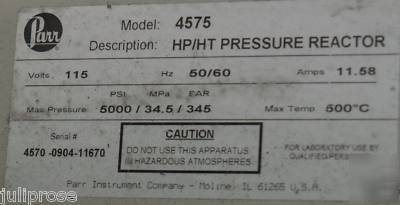 Parr
Model: 4575
Description: HP/HT PRESSURE REACTOR
Volts 115 Hz 50/60 Amps 11.58
PSI MPa EAR
Max Pressure 5000 / 34.5 / 345 Max Temp 500°C
Serial #
4570 -0904-11670
CAUTION
DO NOT USE THIS APPARATUS
IN HAZARDOUS ATMOSPHERES.
FOR LABORATORY USE BY
QUALIFIED PERS
Parr Instrument Company - Moline, IL 61265 U.S.A.
juliprose